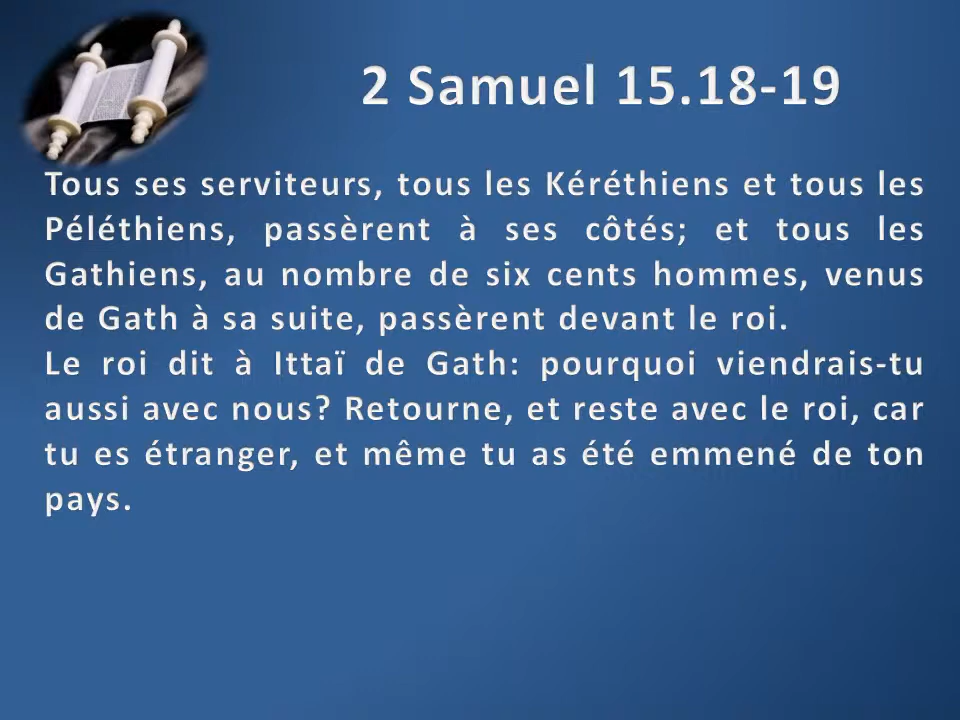 2 Samuel 15.18-19
Tous ses serviteurs, tous les Kéréthiens et tous les
Péléthiens, passèrent à ses côtés; et tous les
Gathiens, au nombre de six cents hommes, venus
de Gath à sa suite, passèrent devant le roi.
Le roi dit à Ittaï de Gath: pourquoi viendrais-tu
aussi avec nous? Retourne, et reste avec le roi, car
tu es étranger, et même tu as été emmené de ton
pays.